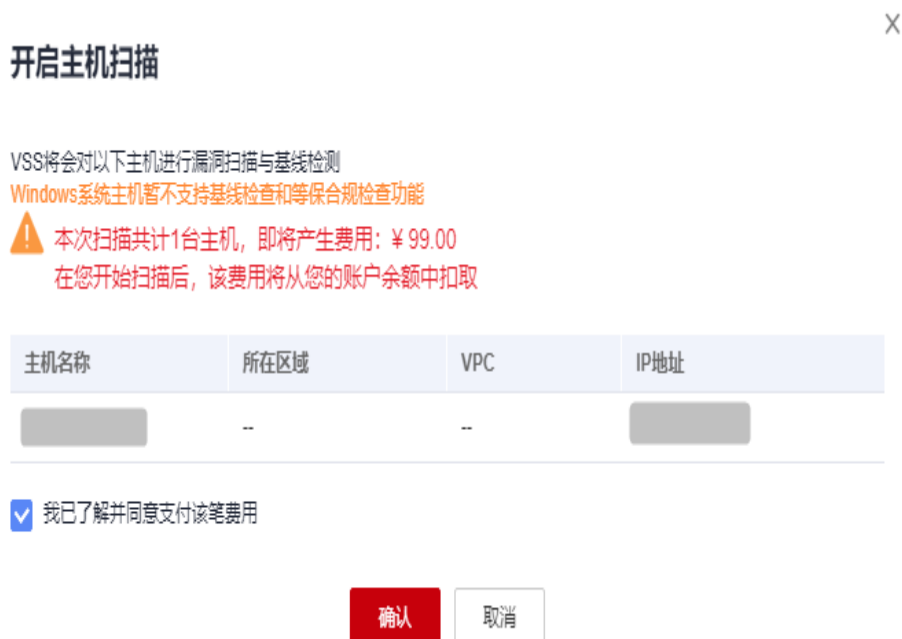 X
开启主机扫描
VSS将会对以下主机进行漏洞扫描与基线检测
Windows系统主机暂不支持基线检查和等保合规检查功能
本次扫描共计1台主机，即将产生费用：¥ 99.00
在您开始扫描后，该费用将从您的账户余额中扣取
主机名称 所在区域 VPC IP地址
-- --
我已了解并同意支付该笔费用
确认 取消